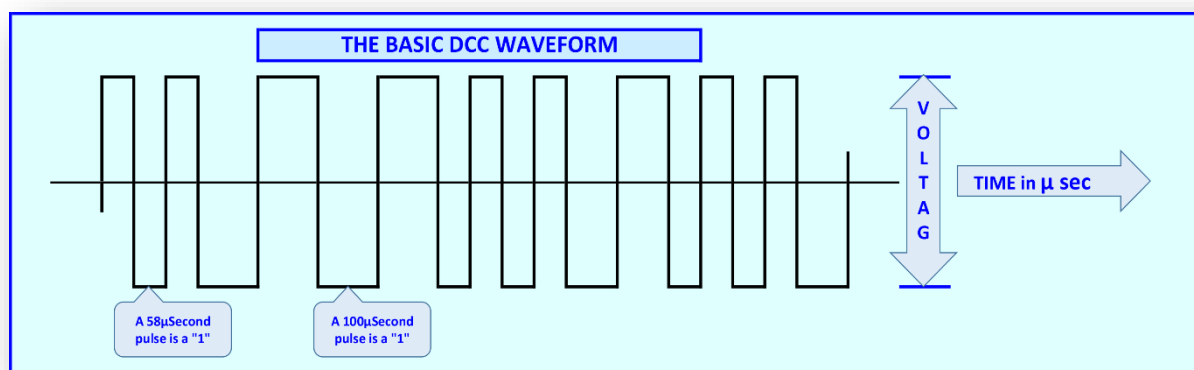 THE BASIC DCC WAVEFORM
V
O
L
T
A
G
TIME in μ sec
A 58μSecond
pulse is a "1"
A 100μSecond
pulse is a "1"